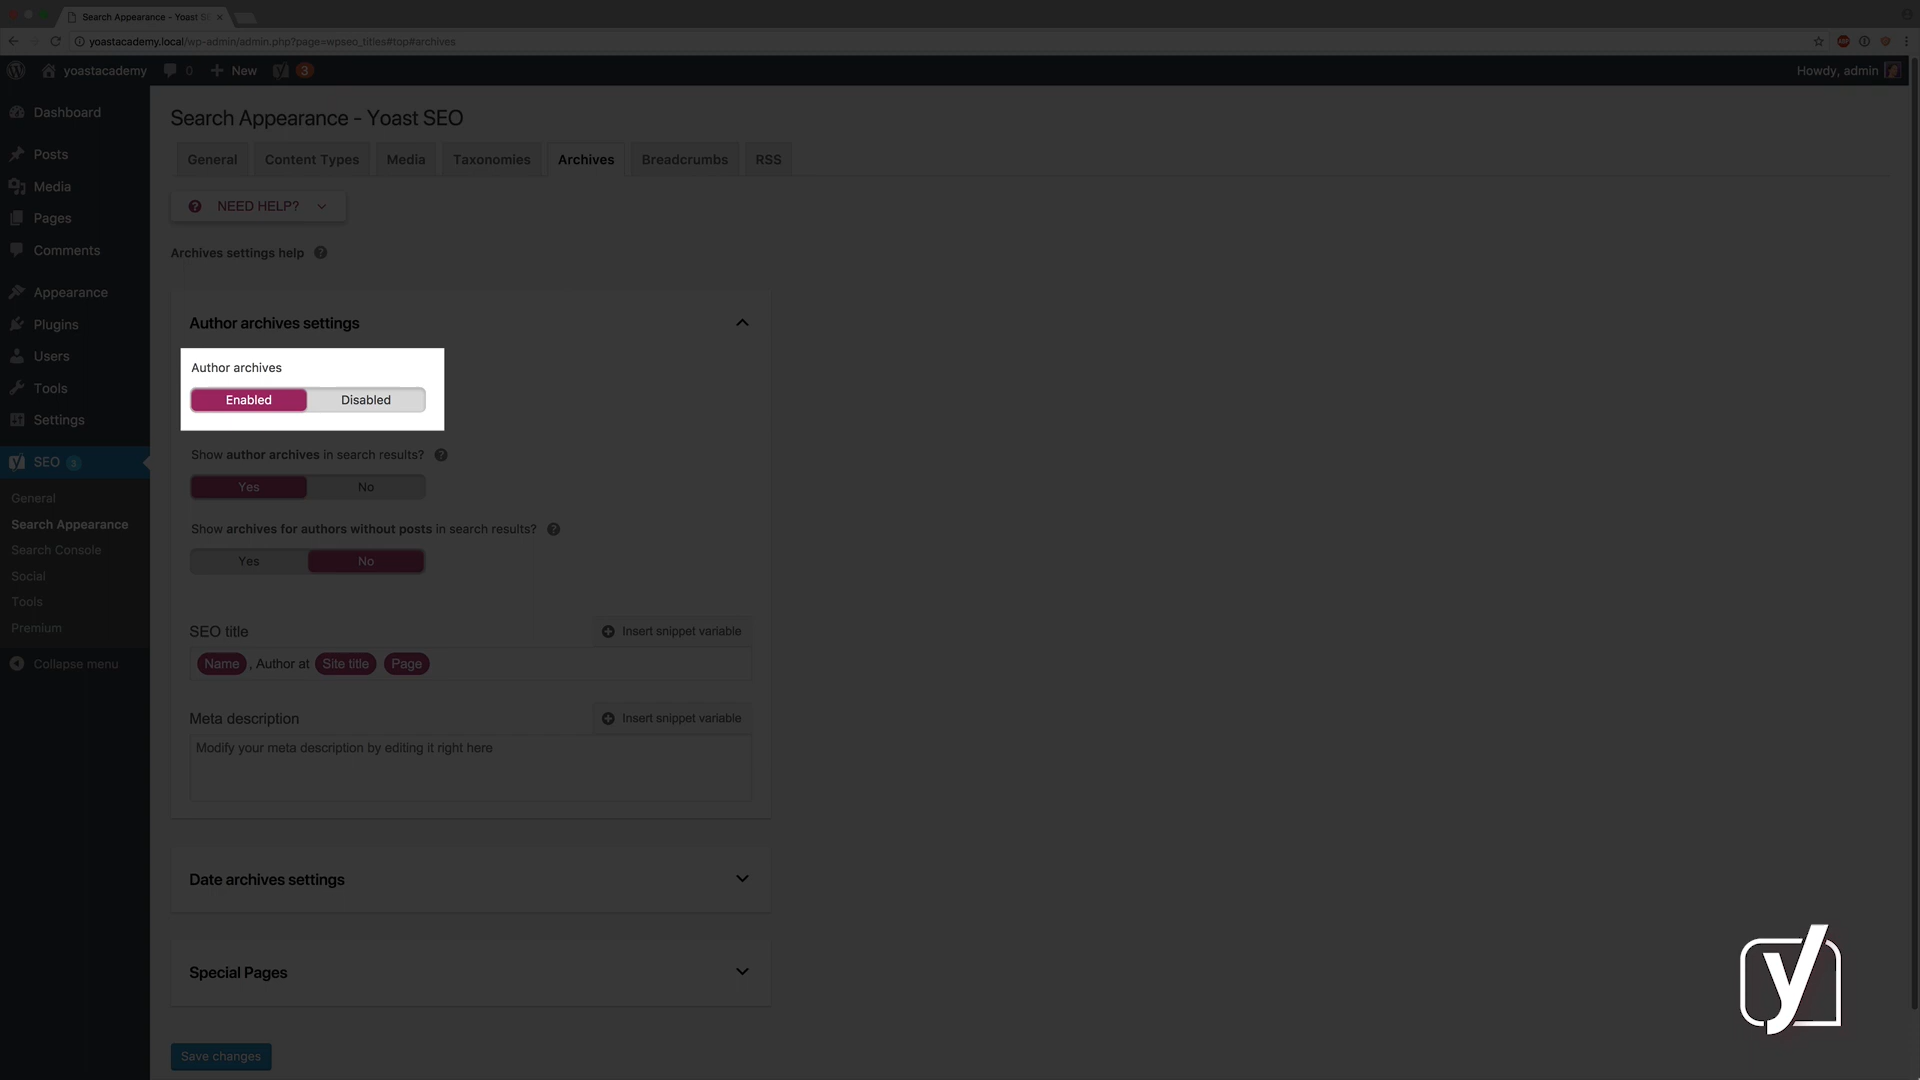 Search Appearance - Yoast SE
yoastacademy.local/wp-admin/admin.php?page=wpseo_titles#top#archives
yoastacademy 0 New 3
Howdy, admin
Dashboard
Posts
Media
Pages
Comments
Appearance
Plugins
Users
Tools
Settings
SEO 3
General
Search Appearance
Search Console
Social
Tools
Premium
Collapse menu
Search Appearance - Yoast SEO
General Content Types Media Taxonomies Archives Breadcrumbs RSS
? NEED HELP?
Archives settings help ?
Author archives settings
Author archives
Enabled Disabled
Show author archives in search results? ?
Yes No
Show archives for authors without posts in search results? ?
Yes No
SEO title
Insert snippet variable
Name , Author at Site title Page
Meta description
Insert snippet variable
Modify your meta description by editing it right here
Date archives settings
Special Pages
Save changes
y